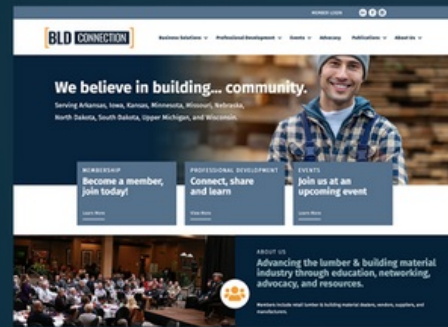 MEMBER LOGIN
BLD CONNECTION
Business Solutions Professional Development Events Advocacy Publications About Us
We believe in building... community.
Serving Arkansas, Iowa, Kansas, Minnesota, Missouri, Nebraska,
North Dakota, South Dakota, Upper Michigan, and Wisconsin.
MEMBERSHIP
Become a member,
join today!
Learn More
PROFESSIONAL DEVELOPMENT
Connect, share
and learn
View More
EVENTS
Join us at an
upcoming event
Learn More
ABOUT US
Advancing the lumber & building material
industry through education, networking,
advocacy, and resources.
Members include retail lumber & building material dealers, vendors, suppliers, and
manufacturers.